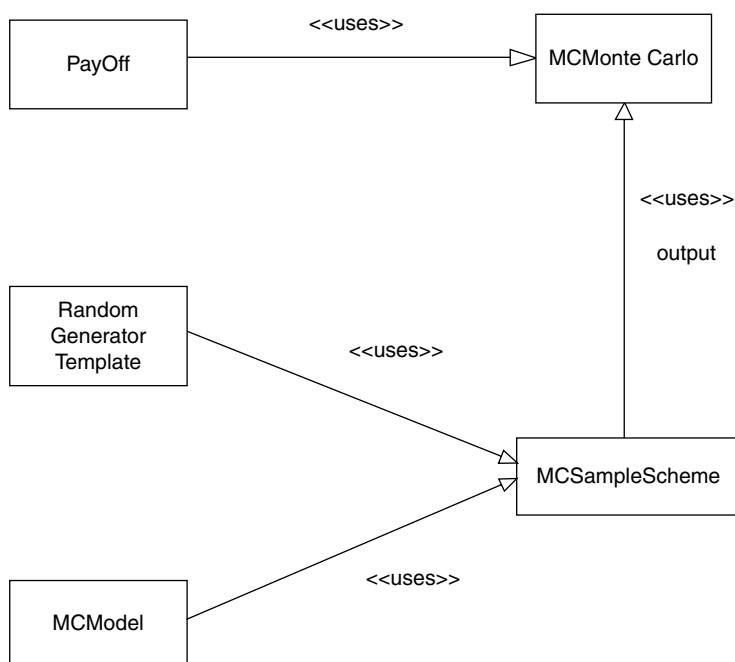 <<uses>>
PayOff
MCMonte Carlo
<<uses>>
output
Random
Generator
Template
<<uses>>
MCSampleScheme
<<uses>>
MCModel